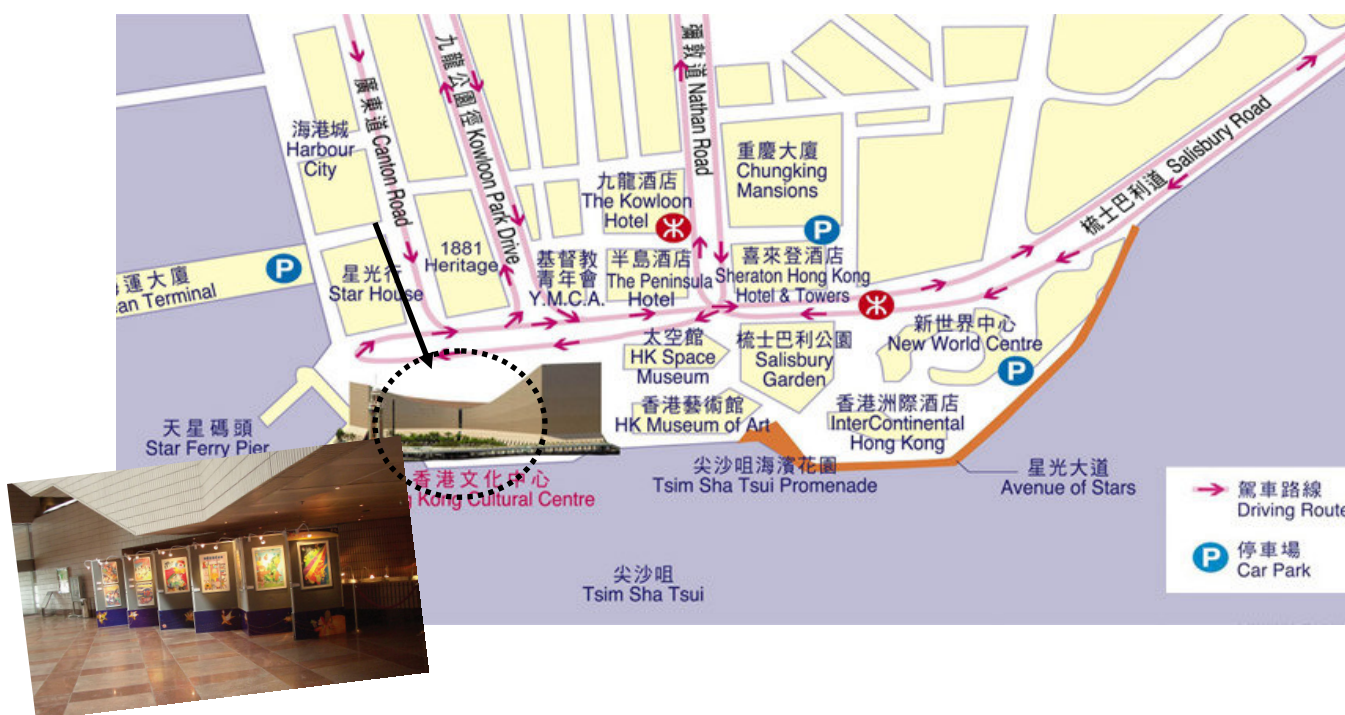 海港城
Harbour
City
廣東道 Canton Road
九龍公園徑 Kowloon Park Drive
彌敦道 Nathan Road
梳士巴利道 Salisbury Road
九龍酒店
The Kowloon
Hotel
重慶大廈
Chungking
Mansions
P
1881
Heritage
基督教
青年會
Y.M.C.A.
半島酒店
The Peninsula
Hotel
喜來登酒店
Sheraton Hong Kong
Hotel & Towers
運大廈
an Terminal
P
星光行
Star House
太空館
HK Space
Museum
梳士巴利公園
Salisbury
Garden
新世界中心
New World Centre
P
香港藝術館
HK Museum of Art
香港洲際酒店
InterContinental
Hong Kong
天星碼頭
Star Ferry Pier
香港文化中心
Kong Cultural Centre
尖沙咀海濱花園
Tsim Sha Tsui Promenade
星光大道
Avenue of Stars
駕車路線
Driving Route
P
停車場
Car Park
尖沙咀
Tsim Sha Tsui